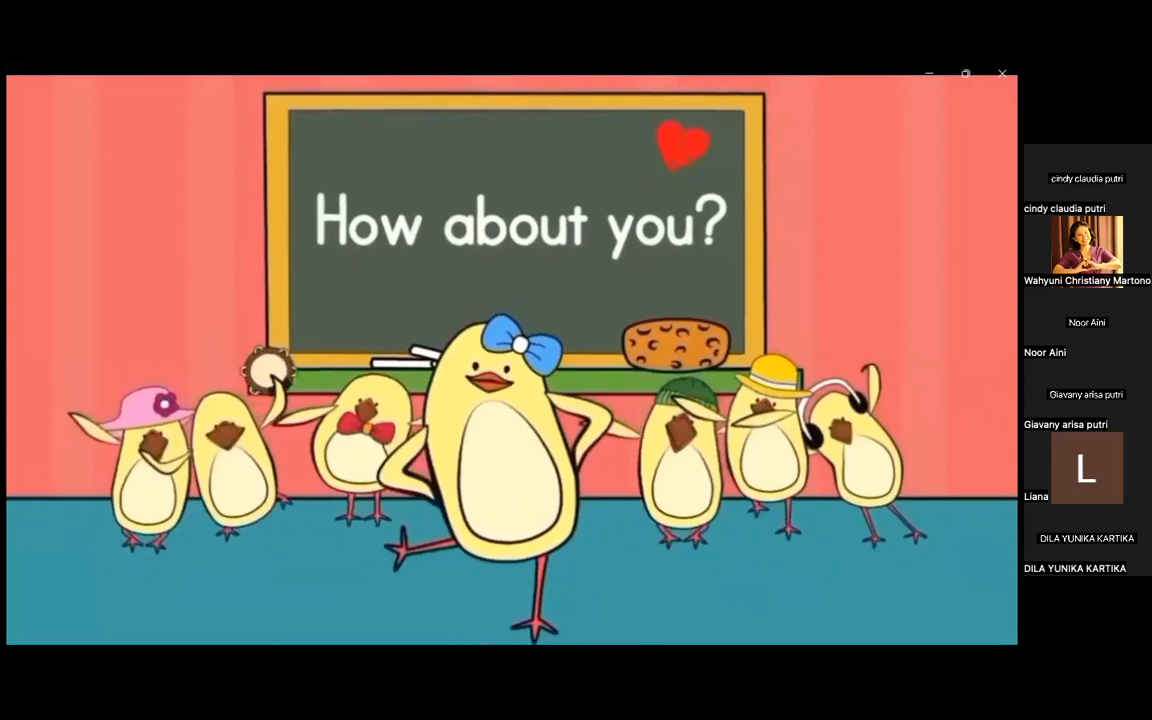 How about you?
cindy claudia putri
cindy claudia putri
Wahyuni Christiany Martono
Noor Aini
Noor Aini
Giavany arisa putri
Giavany arisa putri
L
Liana
DILA YUNIKA KARTIKA
DILA YUNIKA KARTIKA